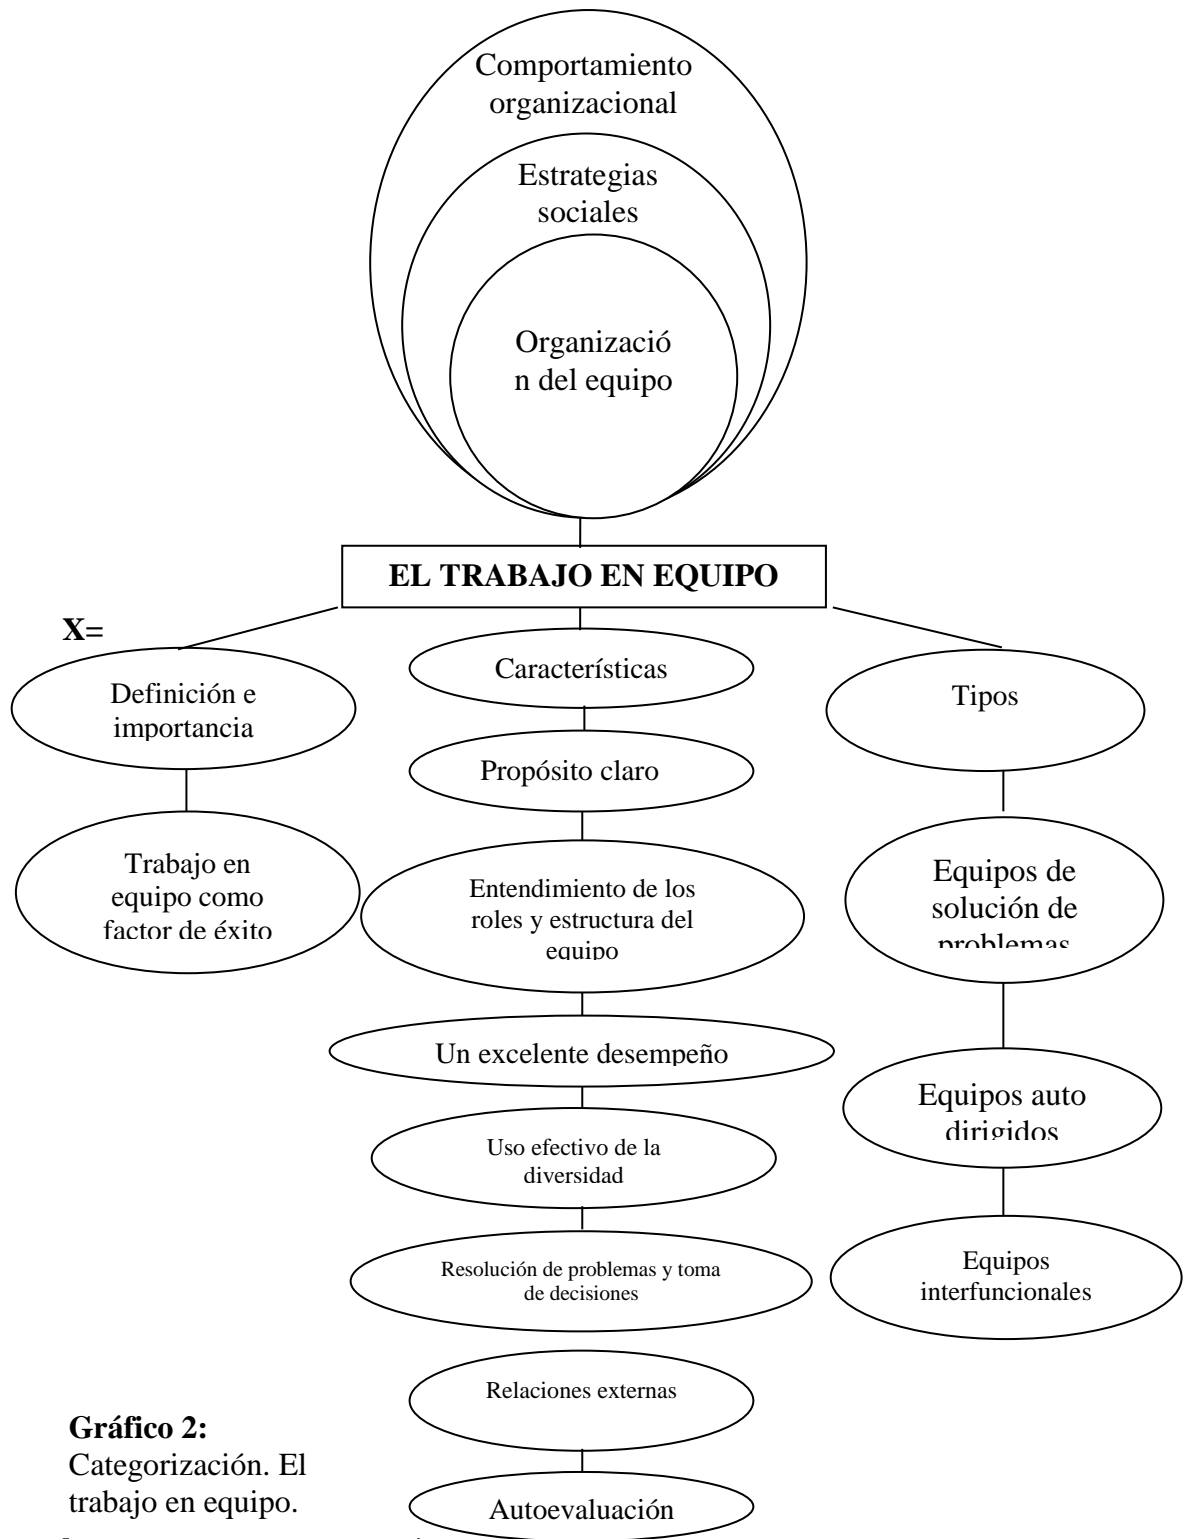 Comportamiento
organizacional
Estrategias
sociales
Organizació
n del equipo
EL TRABAJO EN EQUIPO
X=
Definición e
importancia
Trabajo en
equipo como
factor de éxito
Características
Propósito claro
Entendimiento de los
roles y estructura del
equipo
Un excelente desempeño
Uso efectivo de la
diversidad
Resolución de problemas y toma
de decisiones
Relaciones externas
Autoevaluación
Tipos
Equipos de
solución de
problemas
Equipos auto
dirigidos
Equipos
interfuncionales
Gráfico 2:
Categorización. El
trabajo en equipo.